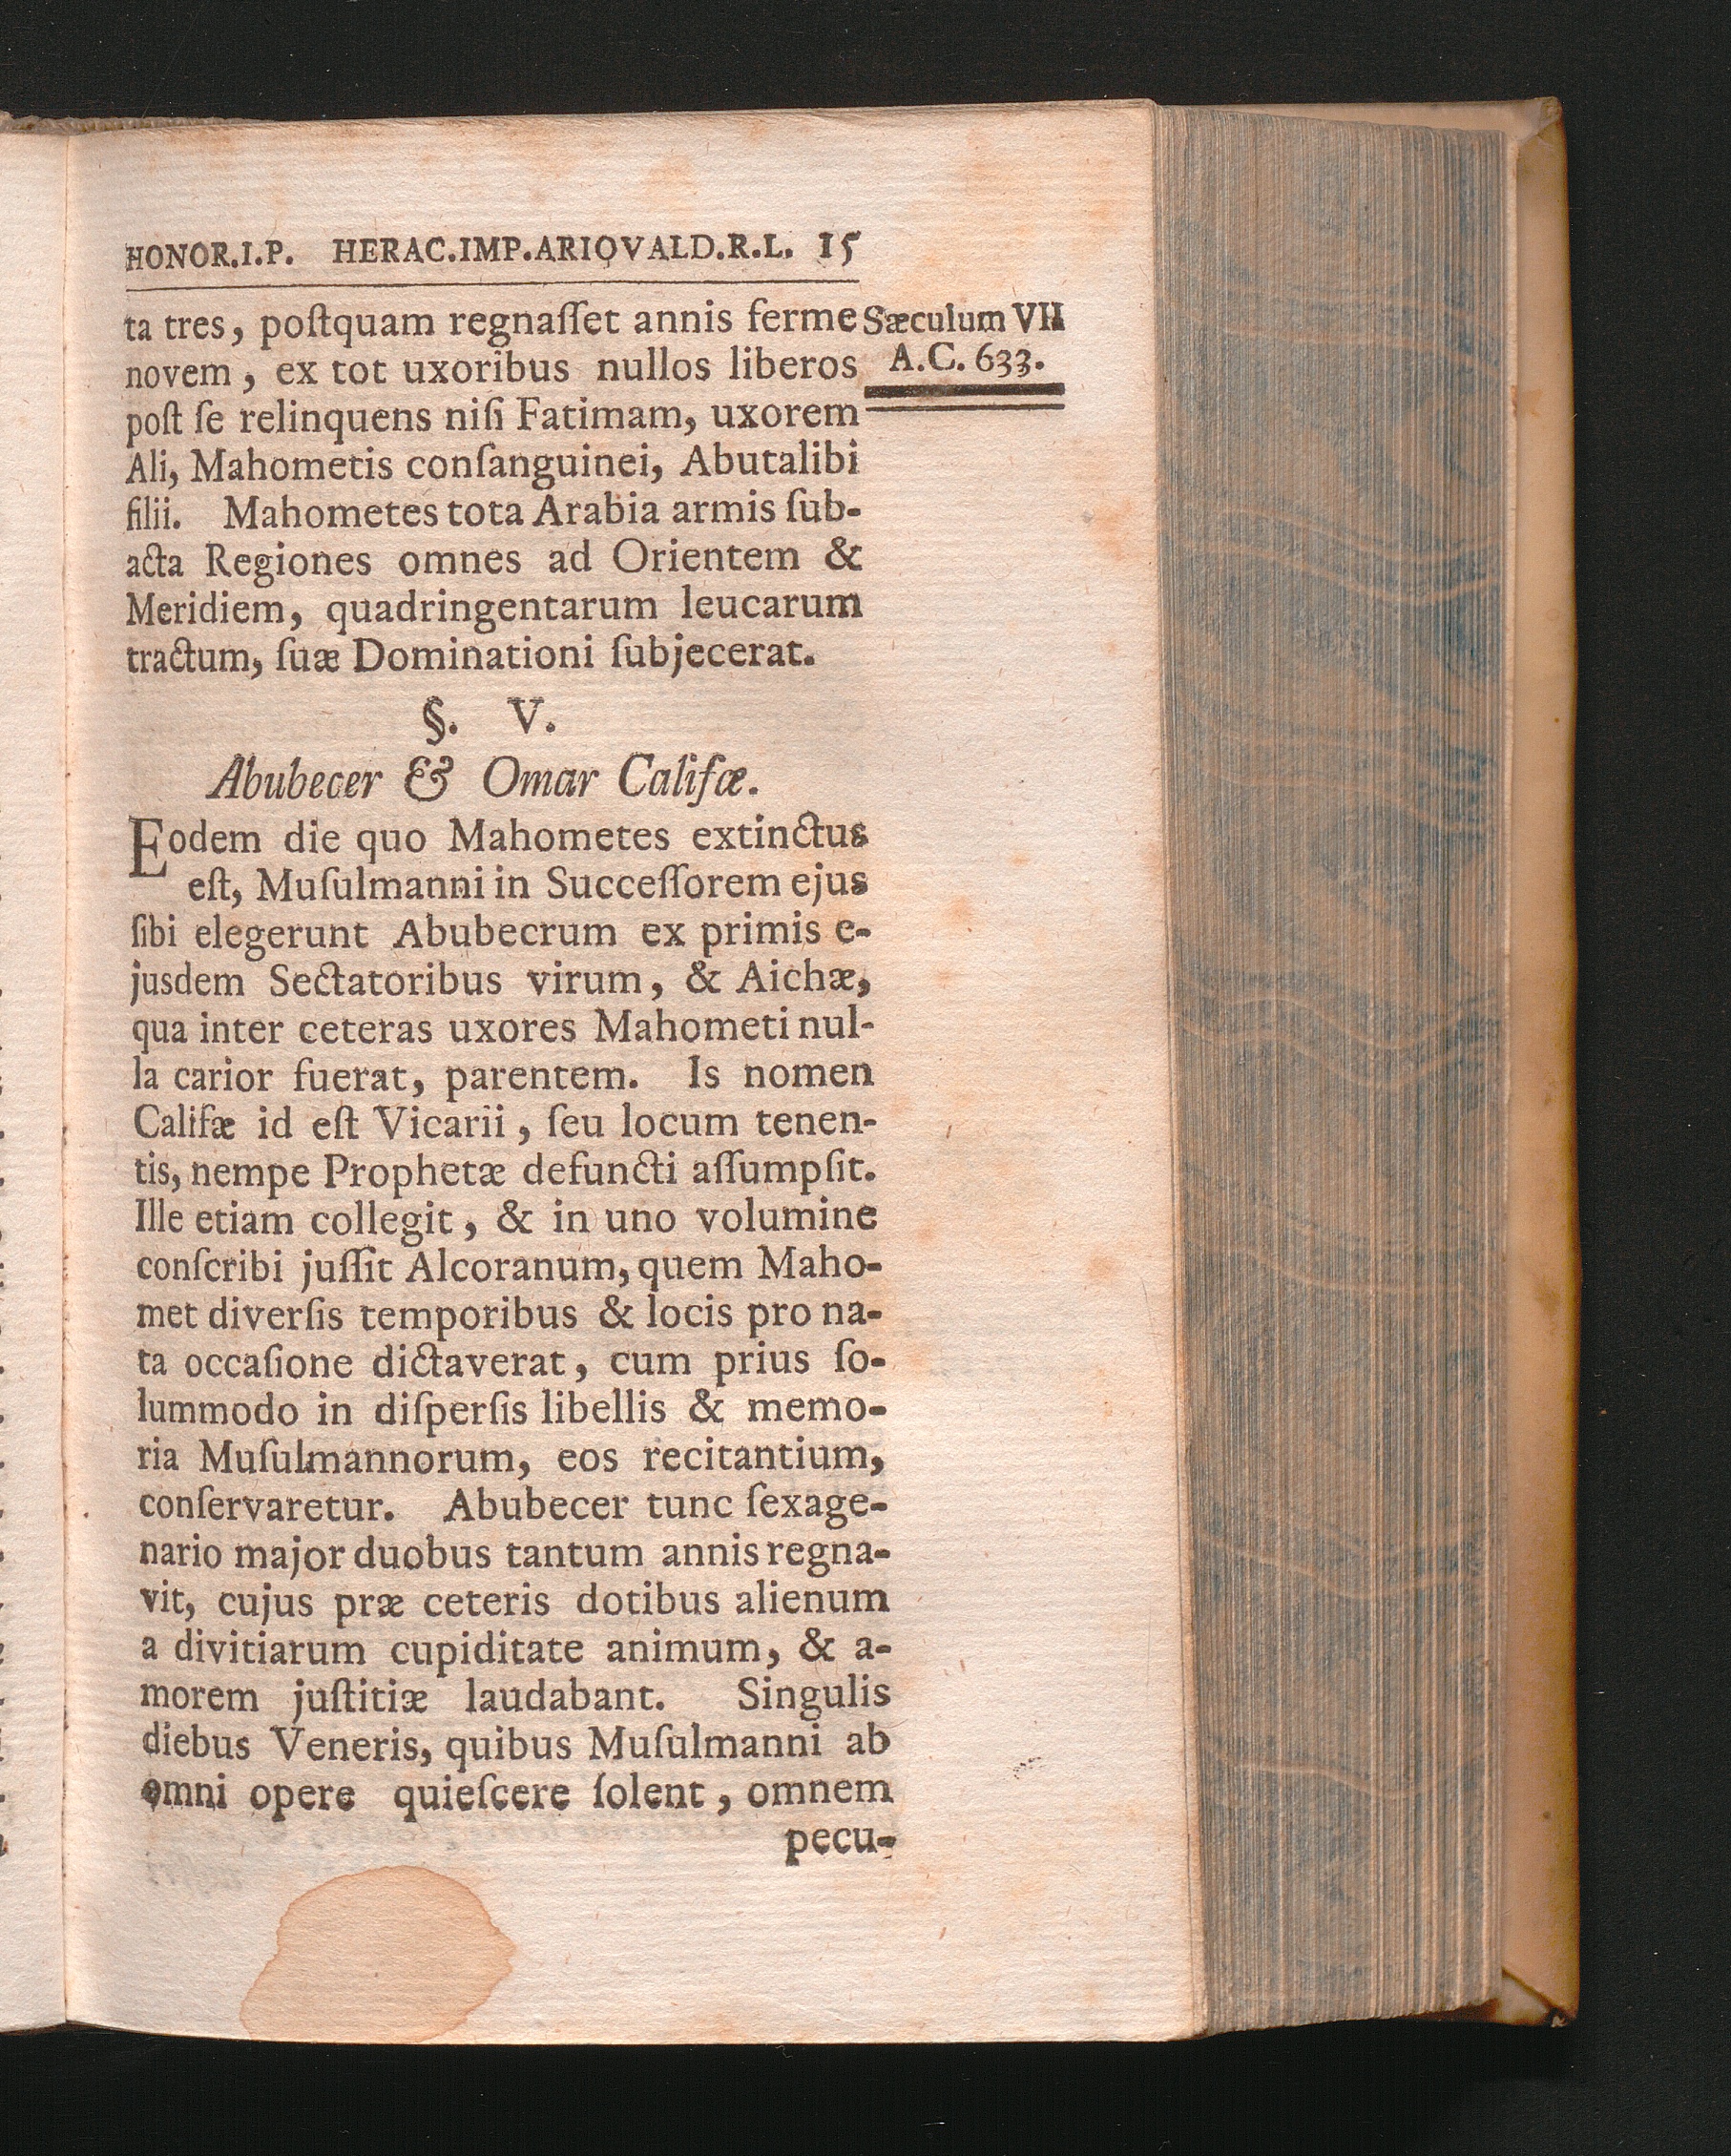 HONOR.I.P. HERAC.IMP.ARIOVALD.R.L. 15
Sæculum VII
A.C. 633.
ta tres, poſtquam regnaſſet annis ferme
novem, ex tot uxoribus nullos liberos
poſt ſe relinquens niſi Fatimam, uxorem
Ali, Mahometis conſanguinei, Abutalibi
filii. Mahometes tota Arabia armis ſub-
acta Regiones omnes ad Orientem &
Meridiem, quadringentarum leucarum
tractum, ſuæ Dominationi ſubjecerat.
§. V.
Abubecer & Omar Califæ.
Eodem die quo Mahometes extinctus
eſt, Muſulmanni in Succeſſorem ejus
ſibi elegerunt Abubecrum ex primis e-
jusdem Sectatoribus virum, & Aichæ,
qua inter ceteras uxores Mahometi nul-
la carior fuerat, parentem. Is nomen
Califæ id eſt Vicarii, ſeu locum tenen-
tis, nempe Prophetæ defuncti aſſumpſit.
Ille etiam collegit, & in uno volumine
conſcribi juſſit Alcoranum, quem Maho-
met diverſis temporibus & locis pro na-
ta occaſione dictaverat, cum prius ſo-
lummodo in diſperſis libellis & memo-
ria Muſulmannorum, eos recitantium,
conſervaretur. Abubecer tunc ſexage-
nario major duobus tantum annis regna-
vit, cujus præ ceteris dotibus alienum
a divitiarum cupiditate animum, & a-
morem juſtitiæ laudabant. Singulis
diebus Veneris, quibus Muſulmanni ab
omni opere quieſcere ſolent, omnem
pecu-